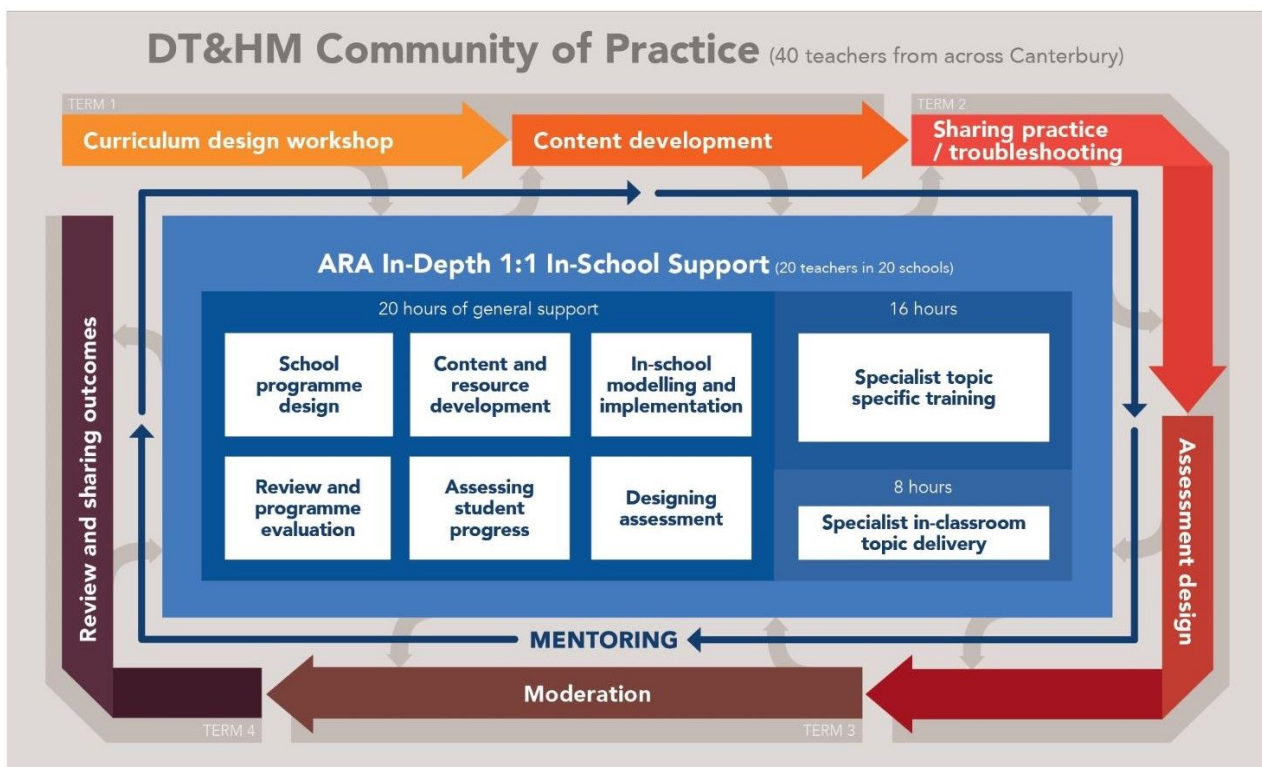 DT&HM Community of Practice (40 teachers from across Canterbury)
TERM 1
TERM 2
Curriculum design workshop
Content development
Sharing practice
/ troubleshooting
ARA In-Depth 1:1 In-School Support (20 teachers in 20 schools)
20 hours of general support
School
programme
design
Content and
resource
development
In-school
modelling and
implementation
Review and
programme
evaluation
Assessing
student
progress
Designing
assessment
16 hours
Specialist topic
specific training
8 hours
Specialist in-classroom
topic delivery
Assessment design
MENTORING
Moderation
TERM 3
TERM 4
Review and sharing outcomes